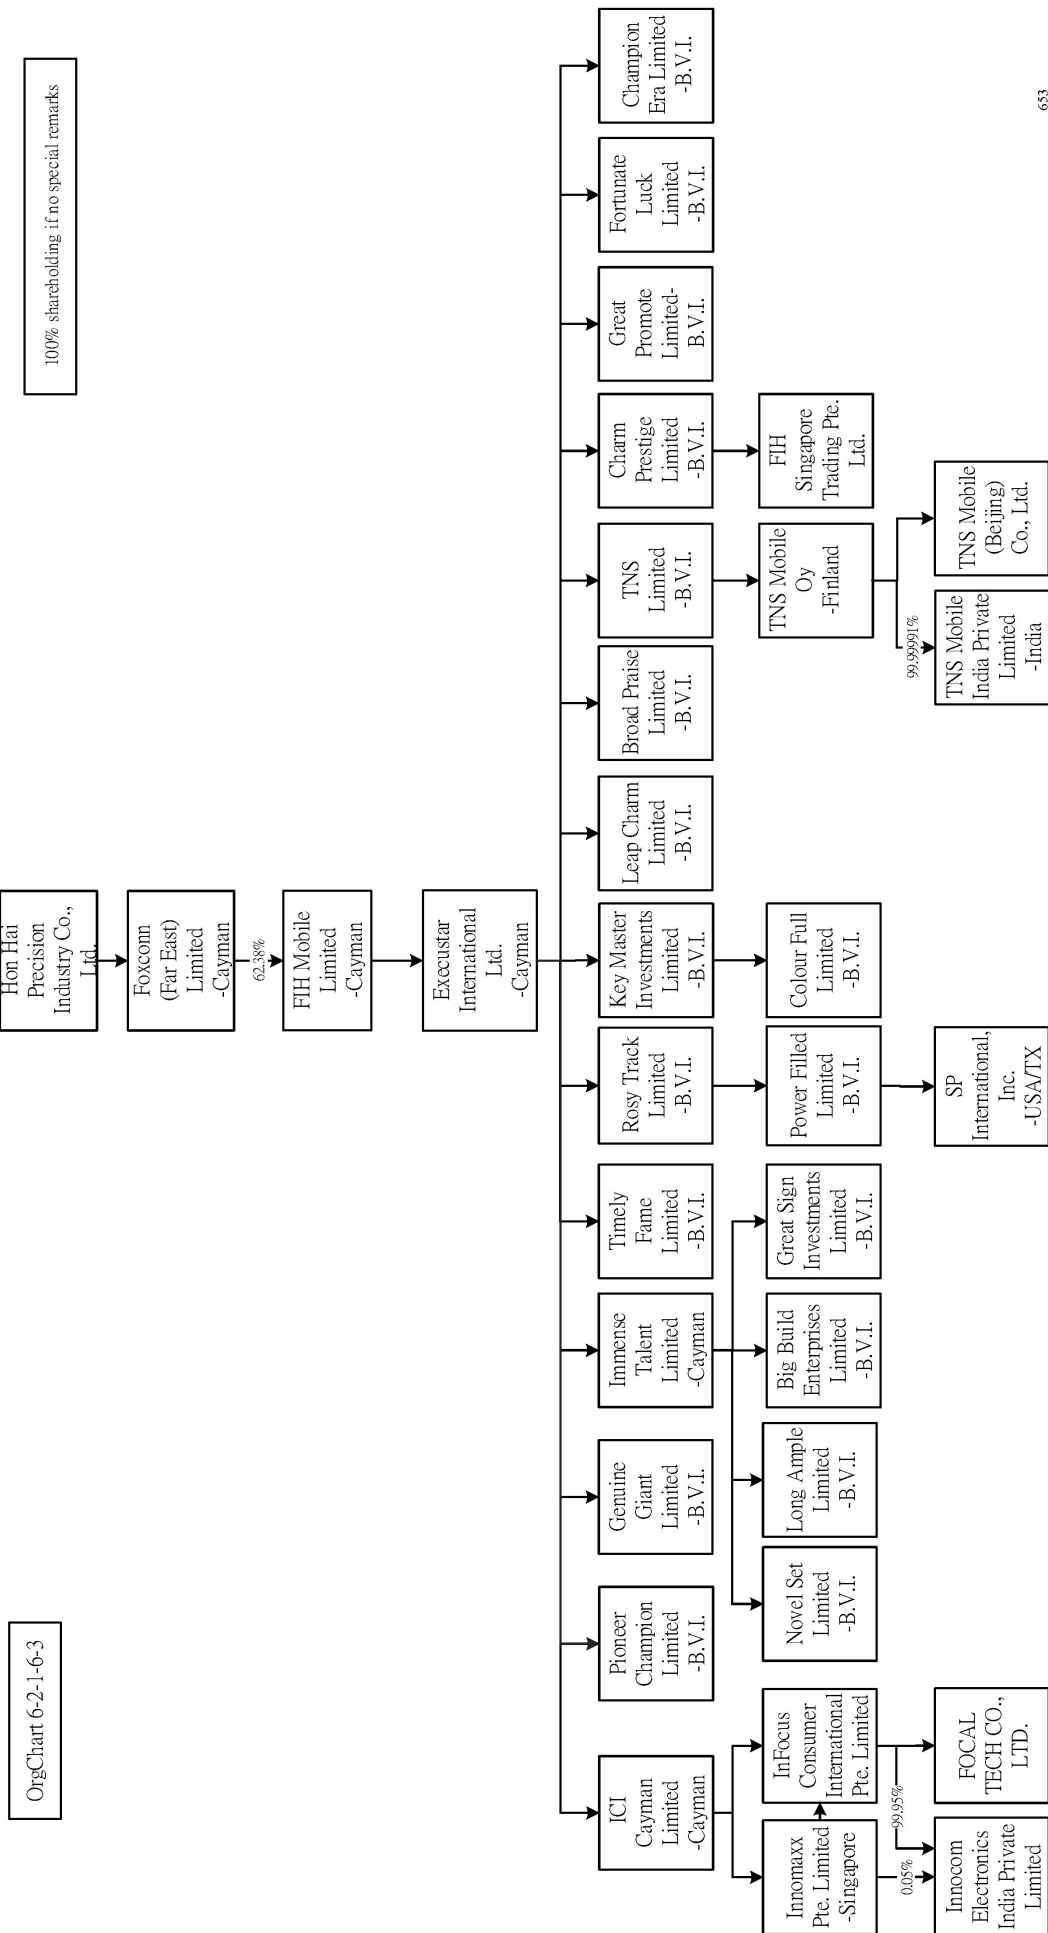 OrgChart 6-2-1-6-3
100% shareholding if no special remarks
Hon Hai
Precision
Industry Co.,
Ltd.
Foxconn
(Far East)
Limited
-Cayman
62.38%
FIH Mobile
Limited
-Cayman
Execustar
International
Ltd.
-Cayman
ICI
Cayman
Limited
-Cayman
Pioneer
Champion
Limited
-B.V.I.
Genuine
Giant
Limited
-B.V.I.
Immense
Talent
Limited
-Cayman
Timely
Fame
Limited
-B.V.I.
Rosy Track
Limited
-B.V.I.
Key Master
Investments
Limited
-B.V.I.
Leap Charm
Limited
-B.V.I.
Broad Praise
Limited
-B.V.I.
TNS
Limited
-B.V.I.
Charm
Prestige
Limited
-B.V.I.
Great
Promote
Limited-
B.V.I.
Fortunate
Luck
Limited
-B.V.I.
Champion
Era Limited
-B.V.I.
Innomaxx
Pte. Limited
-Singapore
InFocus
Consumer
International
Pte. Limited
Novel Set
Limited
-B.V.I.
Long Ample
Limited
-B.V.I.
Big Build
Enterprises
Limited
-B.V.I.
Great Sign
Investments
Limited
-B.V.I.
Power Filled
Limited
-B.V.I.
Colour Full
Limited
-B.V.I.
TNS Mobile
Oy
-Finland
FIH
Singapore
Trading Pte.
Ltd.
0.05%
99.95%
99.99991%
Innocom
Electronics
India Private
Limited
FOCAL
TECH CO.,
LTD.
SP
International,
Inc.
-USA/TX
TNS Mobile
India Private
Limited
-India
TNS Mobile
(Beijing)
Co., Ltd.
653